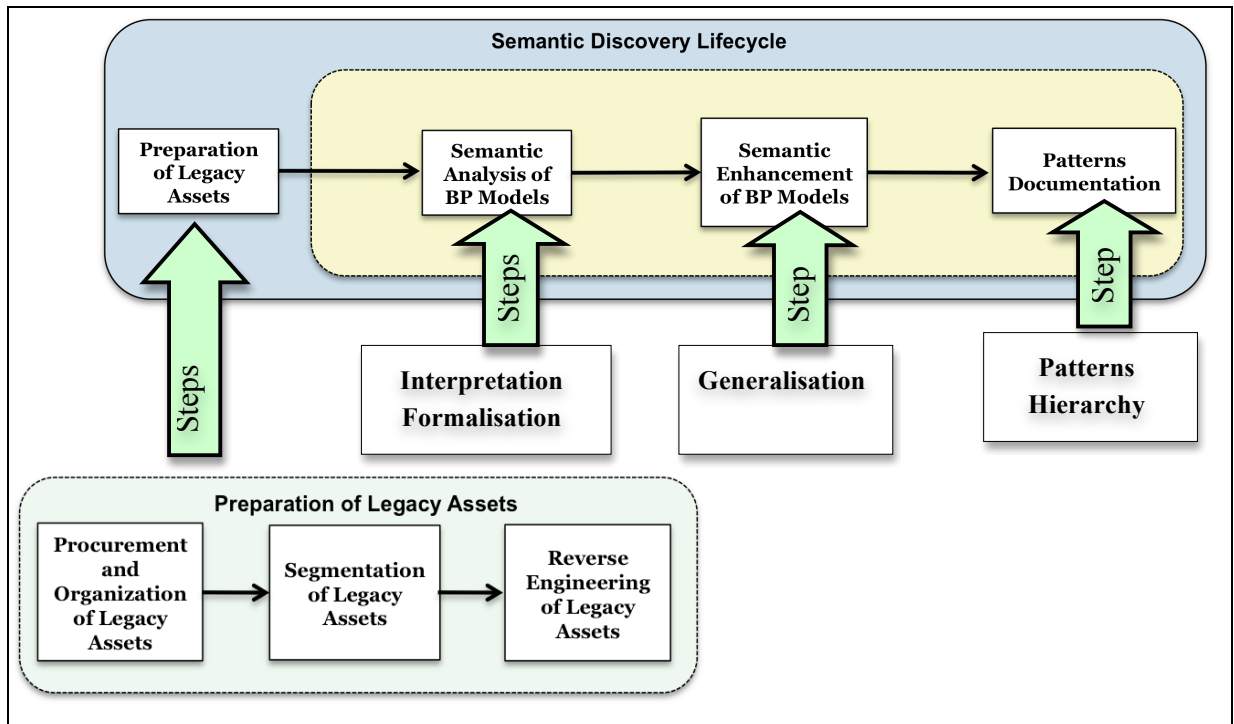 Semantic Discovery Lifecycle
Preparation
of Legacy
Assets
Semantic
Analysis of
BP Models
Semantic
Enhancement
of BP Models
Patterns
Documentation
Steps
Steps
Step
Step
Interpretation
Formalisation
Generalisation
Patterns
Hierarchy
Preparation of Legacy Assets
Procurement
and
Organization
of Legacy
Assets
Segmentation
of Legacy
Assets
Reverse
Engineering
of Legacy
Assets